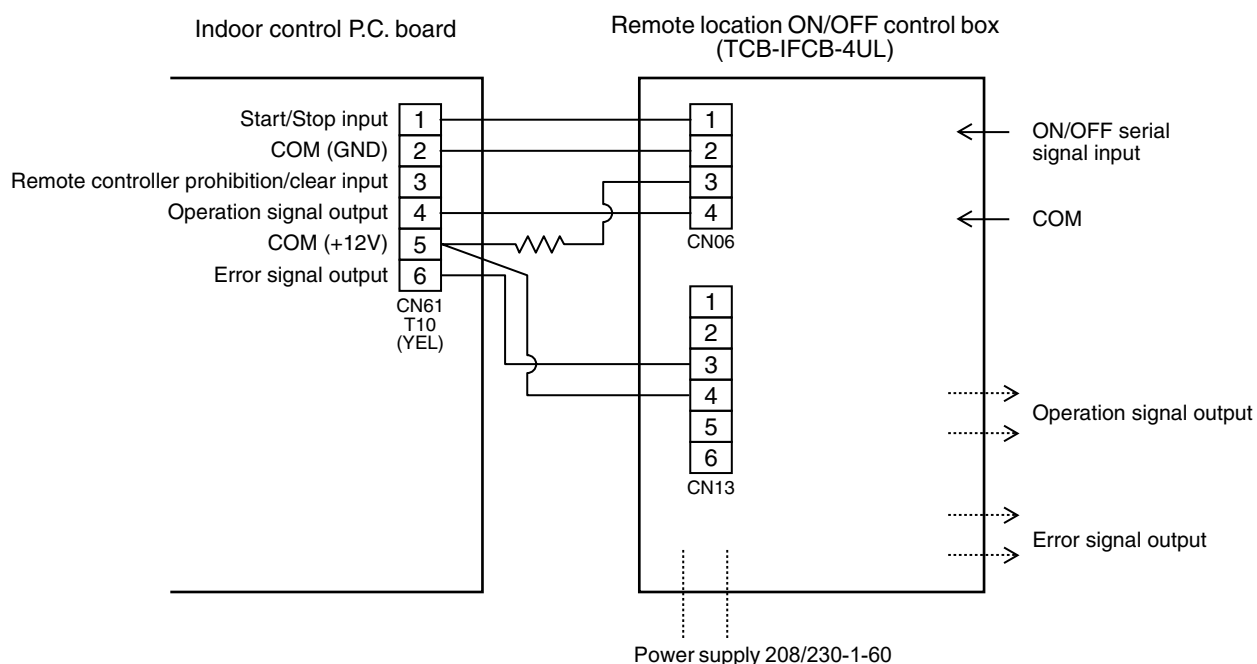 Indoor control P.C. board
Remote location ON/OFF control box
(TCB-IFCB-4UL)
Start/Stop input 1
COM (GND) 2
Remote controller prohibition/clear input 3
Operation signal output 4
COM (+12V) 5
Error signal output 6
CN61
T10
(YEL)
1
2
3
4
CN06
1
2
3
4
5
6
CN13
ON/OFF serial
signal input
COM
Operation signal output
Error signal output
Power supply 208/230-1-60